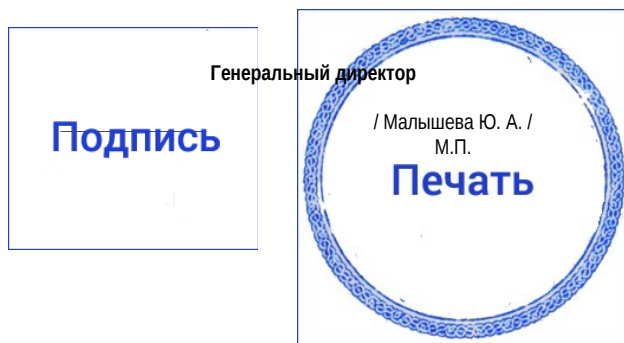 Генеральный директор
/ Малышева Ю. А. /
М.П.
Подпись
Печать